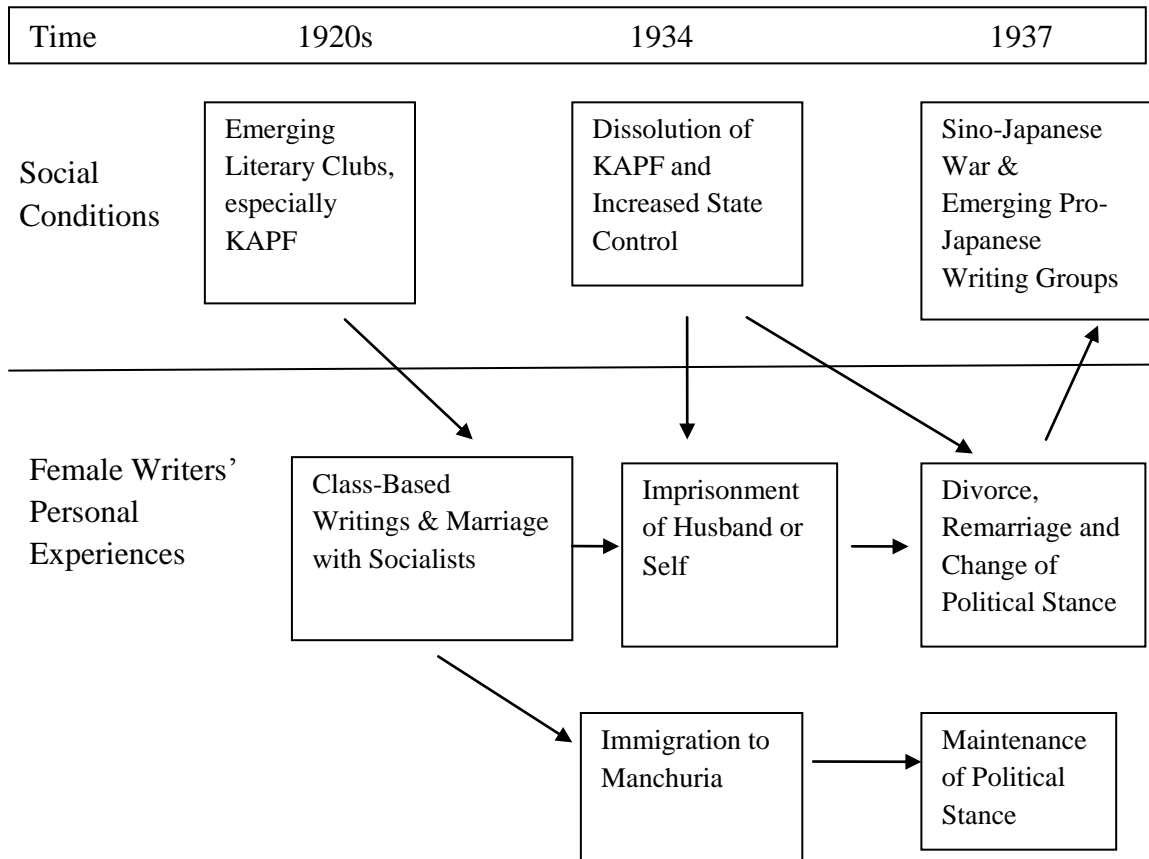 Time 1920s 1934 1937
Social
Conditions
Emerging
Literary Clubs,
especially
KAPF
Dissolution of
KAPF and
Increased State
Control
Sino-Japanese
War &
Emerging Pro-
Japanese
Writing Groups
Female Writers’
Personal
Experiences
Class-Based
Writings & Marriage
with Socialists
Imprisonment
of Husband or
Self
Divorce,
Remarriage and
Change of
Political Stance
Immigration to
Manchuria
Maintenance
of Political
Stance